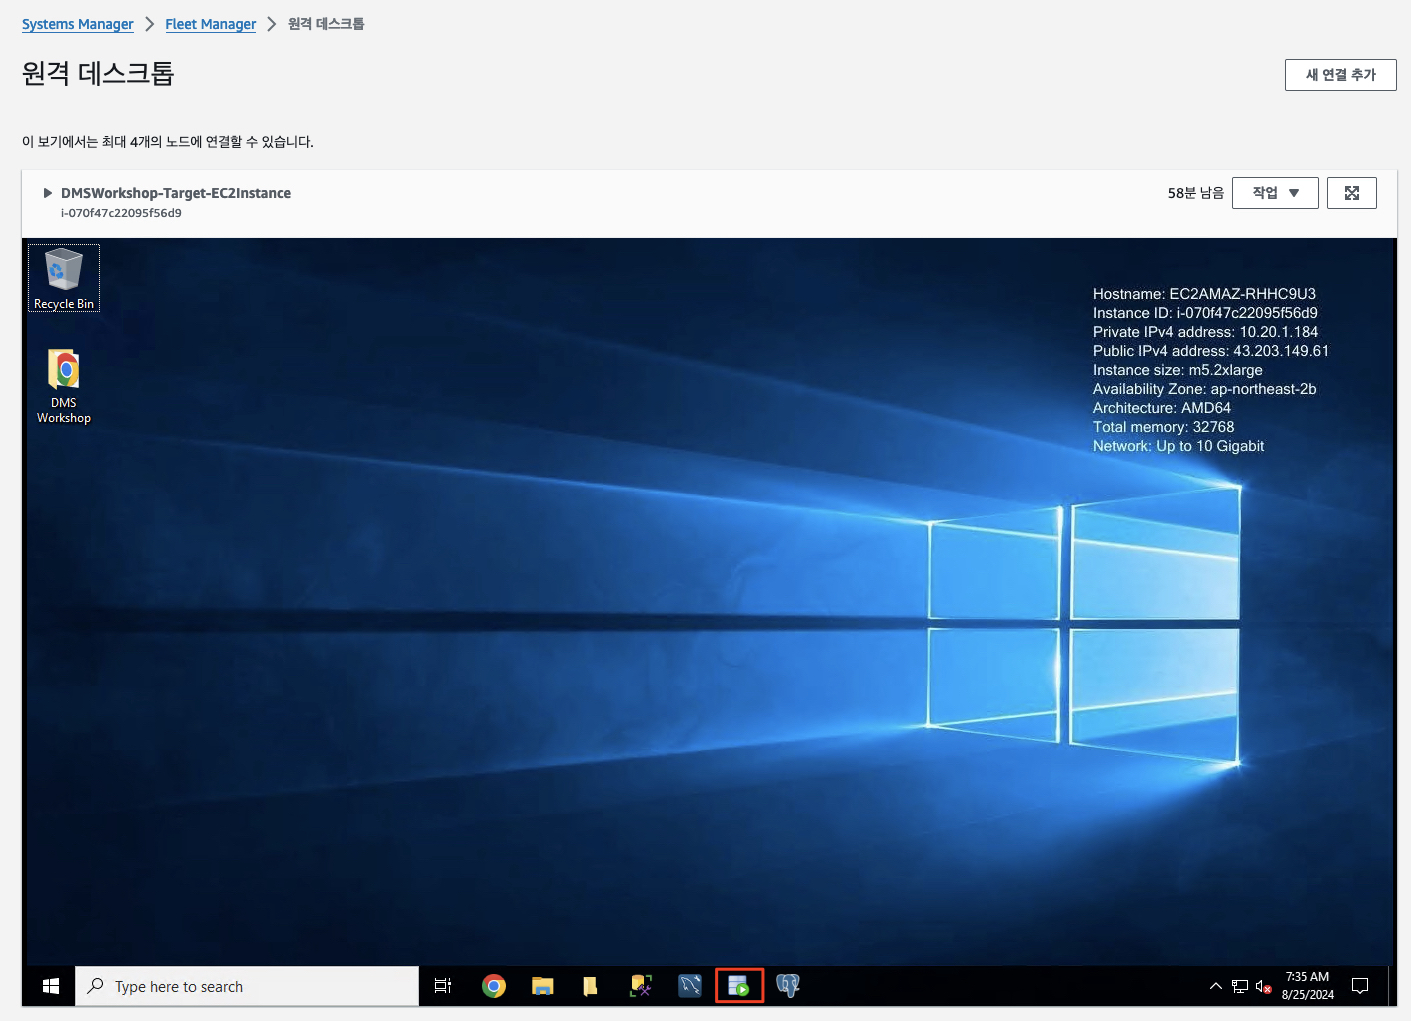 Systems Manager > Fleet Manager > 원격 데스크톱
원격 데스크톱
새 연결 추가
이 보기에서는 최대 4개의 노드에 연결할 수 있습니다.
DMSWorkshop-Target-EC2Instance
i-070f47c22095f56d9
58분 남음
작업
Recycle Bin
DMS
Workshop
Hostname: EC2AMAZ-RHHC9U3
Instance ID: i-070f47c22095f56d9
Private IPv4 address: 10.20.1.184
Public IPv4 address: 43.203.149.61
Instance size: m5.2xlarge
Availability Zone: ap-northeast-2b
Architecture: AMD64
Total memory: 32768
Network: Up to 10 Gigabit
Type here to search
7:35 AM
8/25/2024